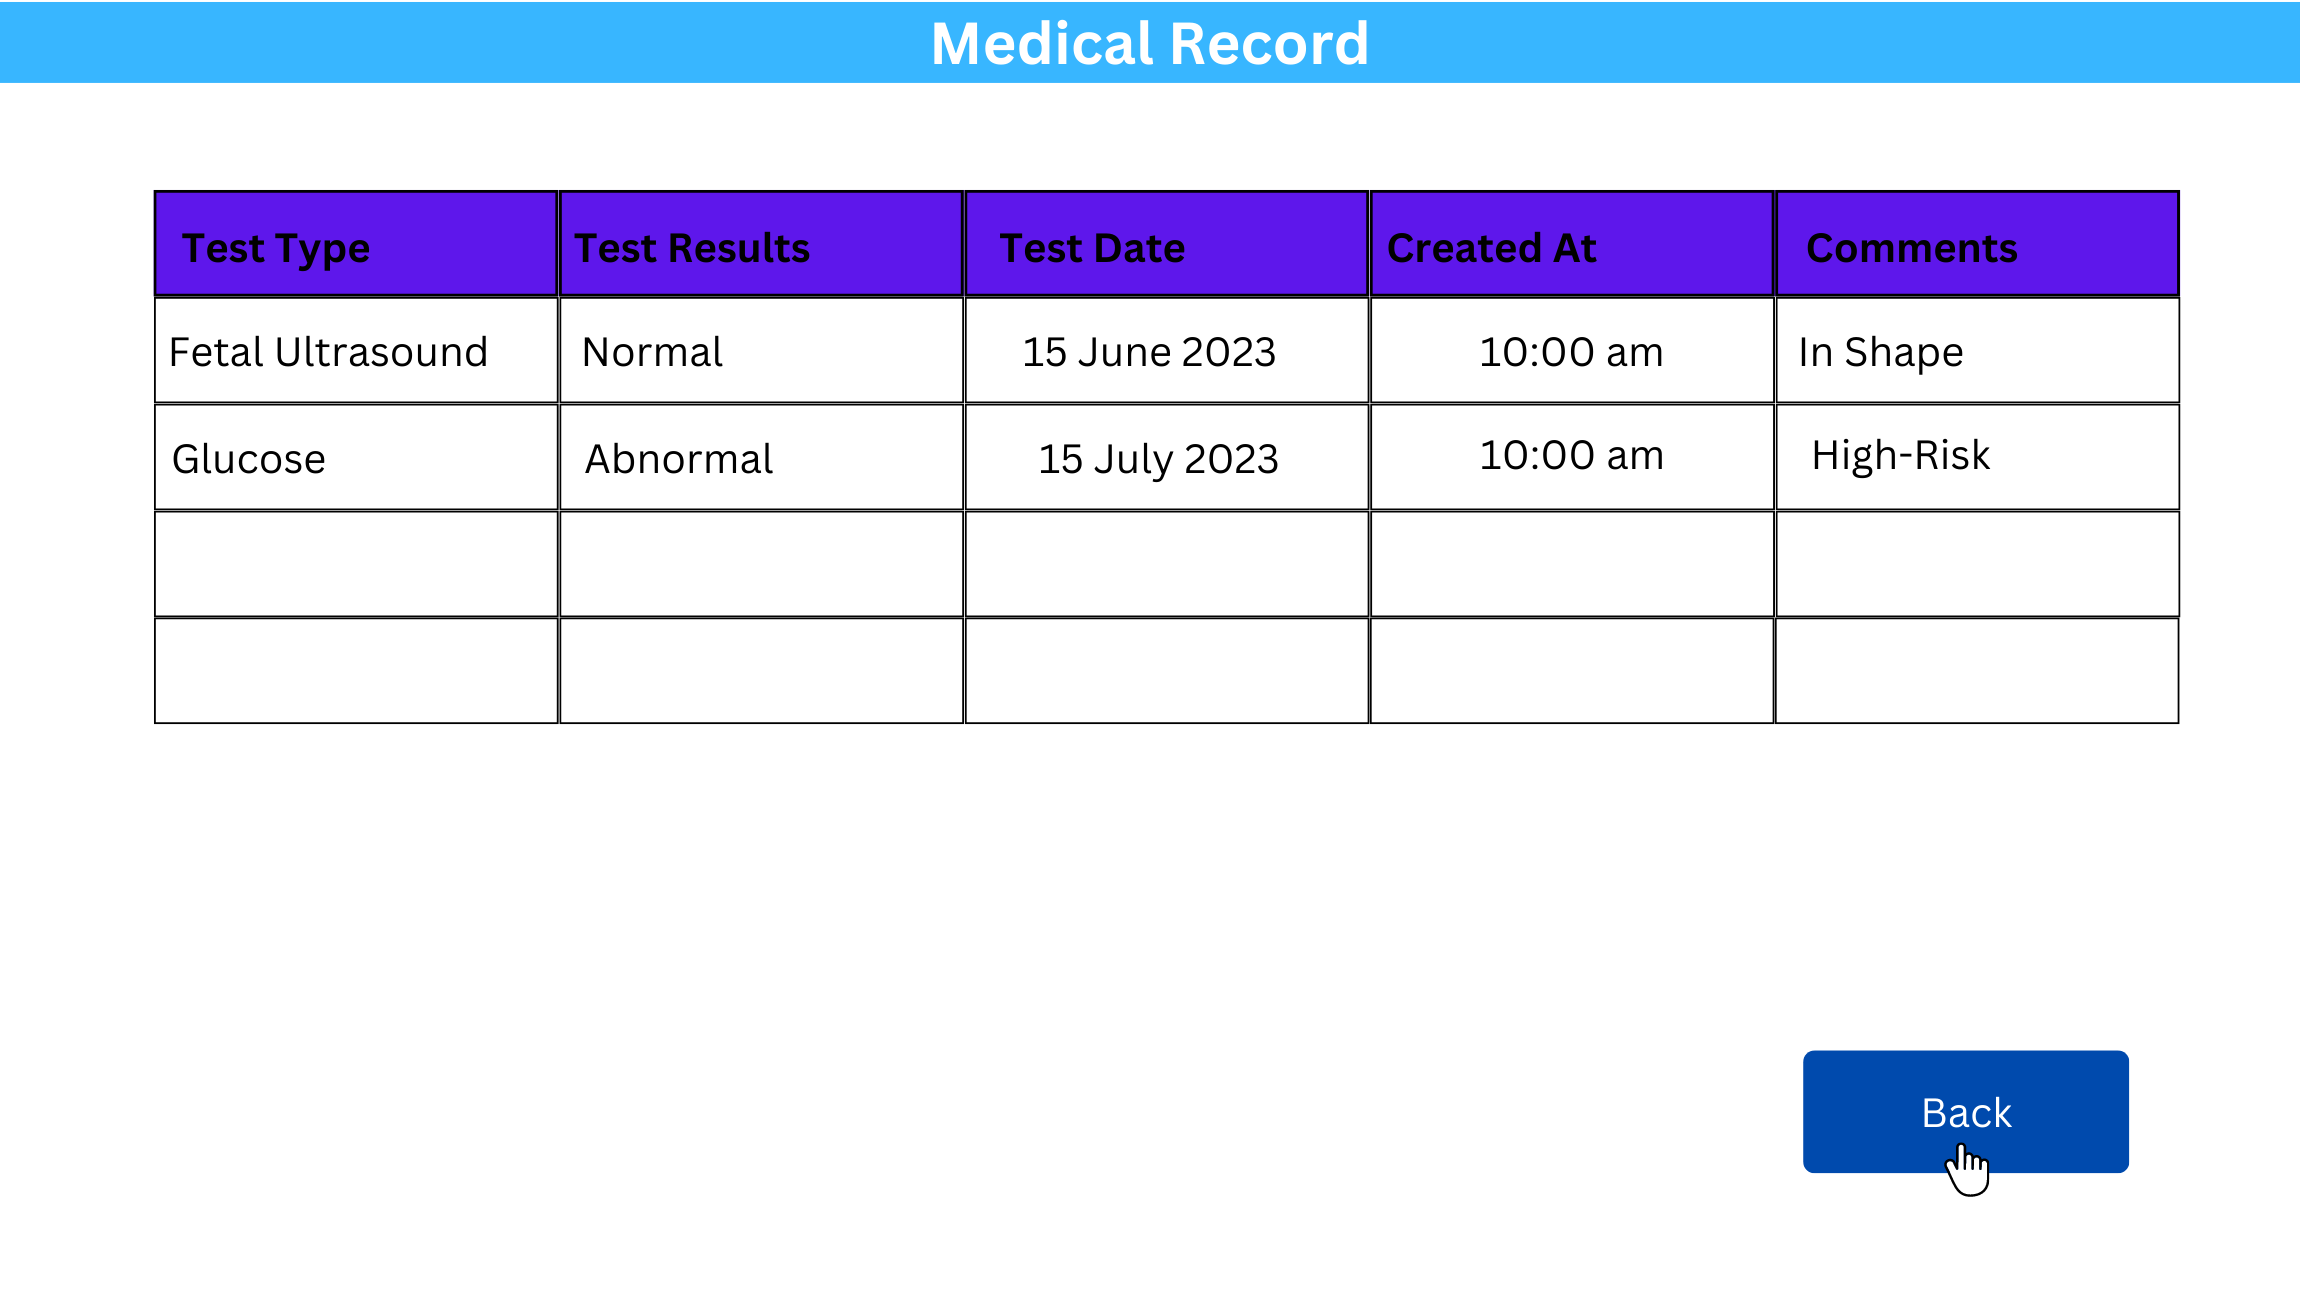 Medical Record
Test Type Test Results Test Date Created At Comments
Fetal Ultrasound Normal 15 June 2023 10:00 am In Shape
Glucose Abnormal 15 July 2023 10:00 am High-Risk
Back